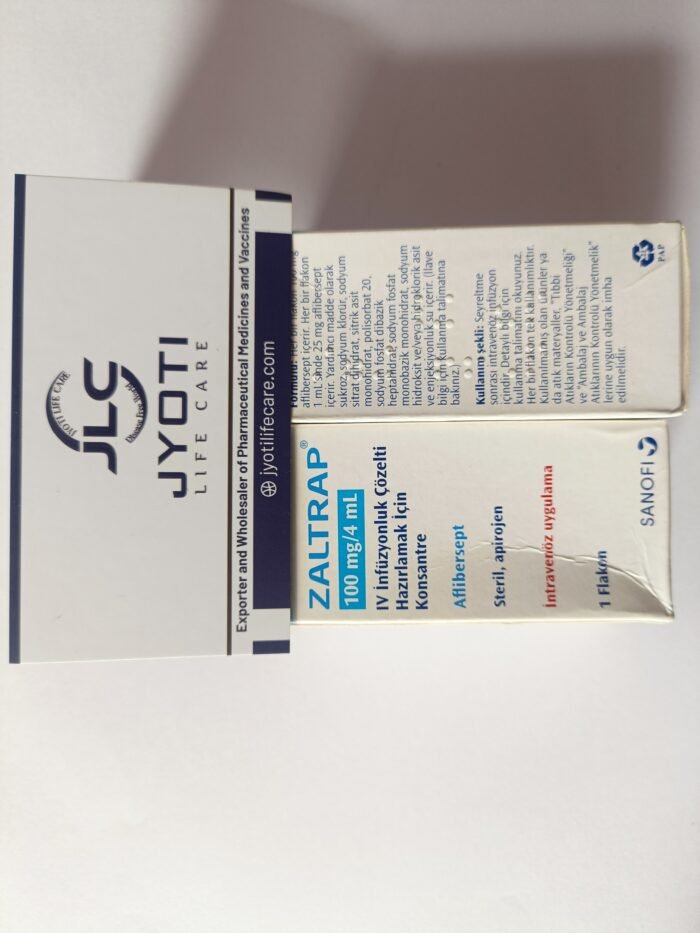 JYOTI LIFE CARE
JLC
JYOTI
LIFE CARE
Exporter and Wholesaler of Pharmaceutical Medicines and Vaccines
jyotilifecare.com
Formülü: Her bir flakon 100 mg
aflibersept içerir. Her bir flakon
1 mL'sinde 25 mg aflibersept
içerir. Yardımcı madde olarak
sukroz, sodyum klorür, sodyum
sitrat dihidrat, sitrik asit
monohidrat, polisorbat 20,
sodyum fosfat dibazik
heptahidrat, sodyum fosfat
monobazik monohidrat, sodyum
hidroksit ve/veya hidroklorik asit
ve enjeksiyonluk su içerir. (İlave
bilgi için kullanma talimatına
bakınız.)
Kullanım şekli: Seyreltme
sonrası intravenöz infüzyon
içindir. Detaylı bilgi için
kullanma talimatını okuyunuz.
Her bir flakon tek kullanımlıktır.
Kullanılmamış olan ürünler ya
da atık materyaller, "Tıbbi
Atıkların Kontrolü Yönetmeliği"
ve "Ambalaj ve Ambalaj
Atıklarının Kontrolü Yönetmelik"
lerine uygun olarak imha
edilmelidir.
PAP
ZALTRAP®
100 mg/4 mL
IV İnfüzyonluk Çözelti
Hazırlamak İçin
Konsantre
Aflibersept
Steril, apirojen
İntravenöz uygulama
1 Flakon
SANOFI